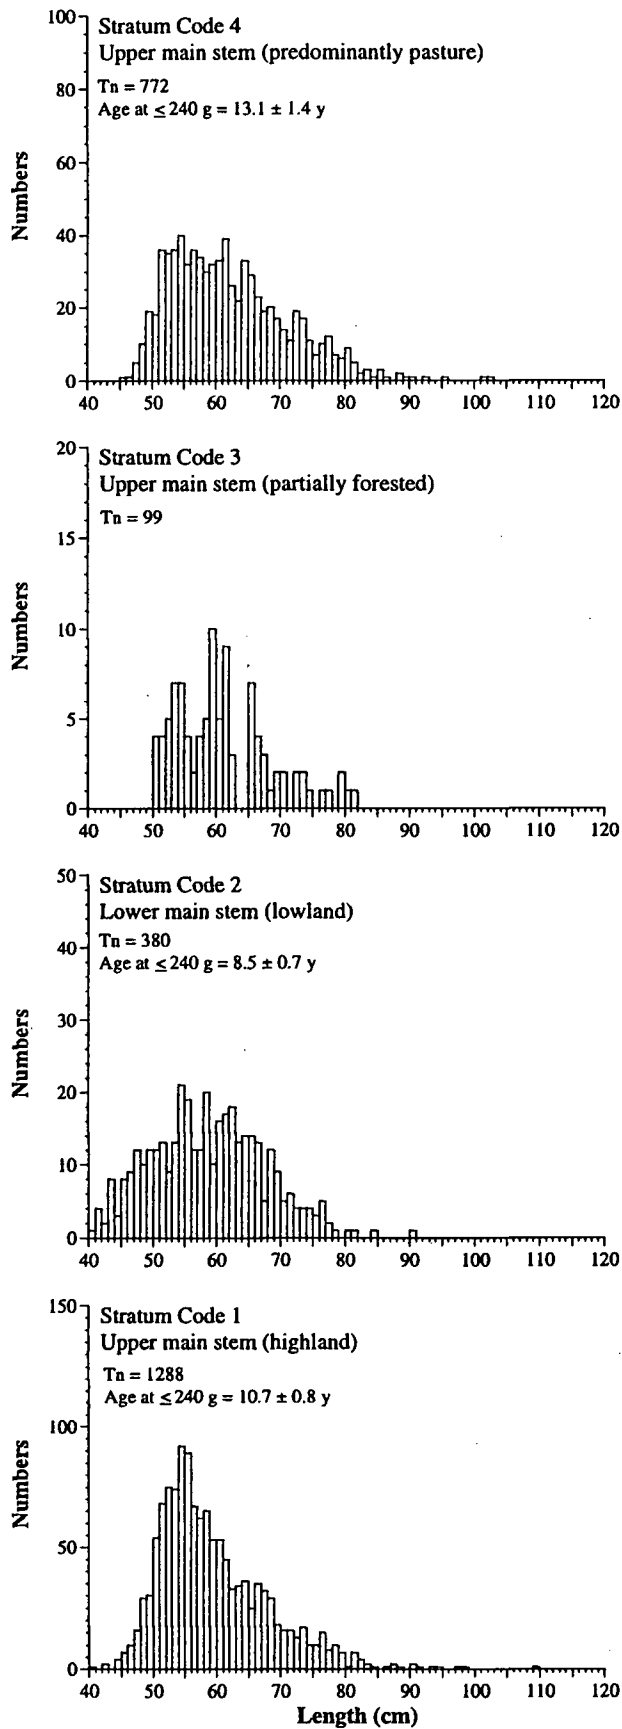 Stratum Code 4
Upper main stem (predominantly pasture)
Tn = 772
Age at ≤240 g = 13.1 ± 1.4 y
Numbers
100
80
60
40
20
0
40 50 60 70 80 90 100 110 120
Stratum Code 3
Upper main stem (partially forested)
Tn = 99
Numbers
20
15
10
5
0
40 50 60 70 80 90 100 110 120
Stratum Code 2
Lower main stem (lowland)
Tn = 380
Age at ≤240 g = 8.5 ± 0.7 y
Numbers
50
40
30
20
10
0
40 50 60 70 80 90 100 110 120
Stratum Code 1
Upper main stem (highland)
Tn = 1288
Age at ≤240 g = 10.7 ± 0.8 y
Numbers
150
100
50
0
40 50 60 70 80 90 100 110 120
Length (cm)